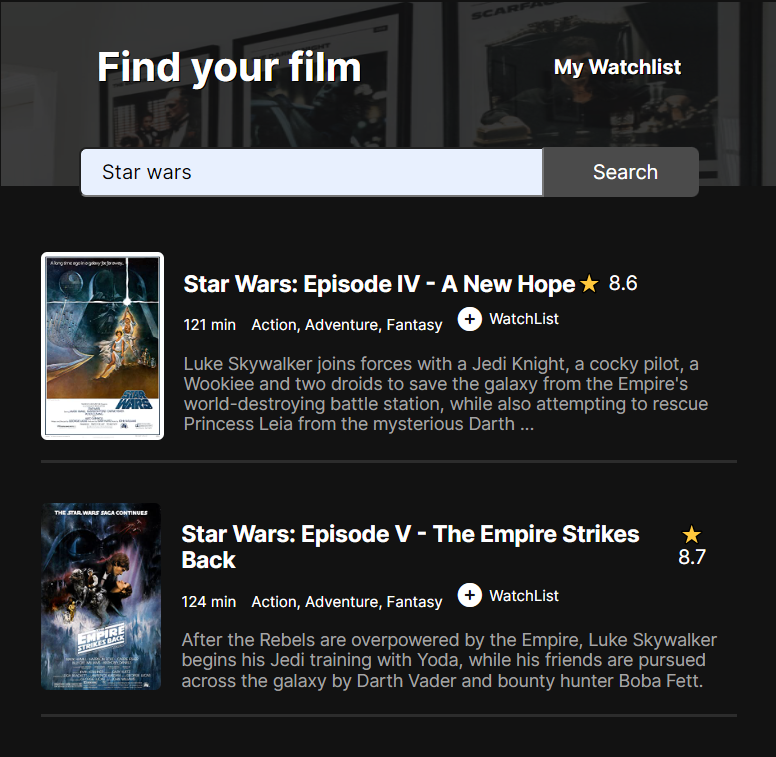 SCARFACE
Find your film
My Watchlist
Star wars
Search
A long time ago in a galaxy far, far away...
Star Wars: Episode IV - A New Hope ★ 8.6
121 min Action, Adventure, Fantasy + WatchList
Luke Skywalker joins forces with a Jedi Knight, a cocky pilot, a
Wookiee and two droids to save the galaxy from the Empire's
world-destroying battle station, while also attempting to rescue
Princess Leia from the mysterious Darth ...
STAR
WARS
THE STAR WARS SAGA CONTINUES
Star Wars: Episode V - The Empire Strikes
Back
★
8.7
124 min Action, Adventure, Fantasy + WatchList
After the Rebels are overpowered by the Empire, Luke Skywalker
begins his Jedi training with Yoda, while his friends are pursued
across the galaxy by Darth Vader and bounty hunter Boba Fett.
EMPIRE
STRIKES BACK